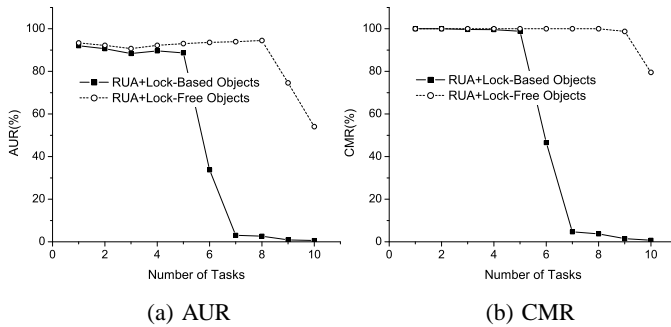 100
80
60
40
20
0
AUR(%)
RUA+Lock-Based Objects
RUA+Lock-Free Objects
0 2 4 6 8 10
Number of Tasks
(a) AUR
100
80
60
40
20
0
CMR(%)
RUA+Lock-Based Objects
RUA+Lock-Free Objects
0 2 4 6 8 10
Number of Tasks
(b) CMR